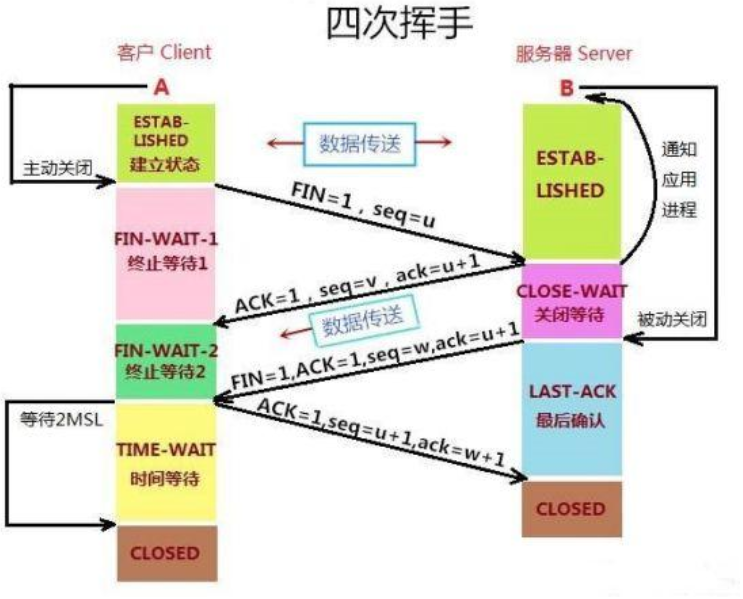 四次挥手
客户 Client
服务器 Server
A
B
ESTAB-
LISHED
建立状态
数据传送
ESTAB-
LISHED
通知
应用
进程
主动关闭
FIN=1，seq=u
FIN-WAIT-1
终止等待1
ACK=1，seq=v，ack=u+1
CLOSE-WAIT
关闭等待
被动关闭
数据传送
FIN-WAIT-2
终止等待2
FIN=1,ACK=1,seq=w,ack=u+1
LAST-ACK
最后确认
等待2MSL
ACK=1,seq=u+1,ack=w+1
TIME-WAIT
时间等待
CLOSED
CLOSED